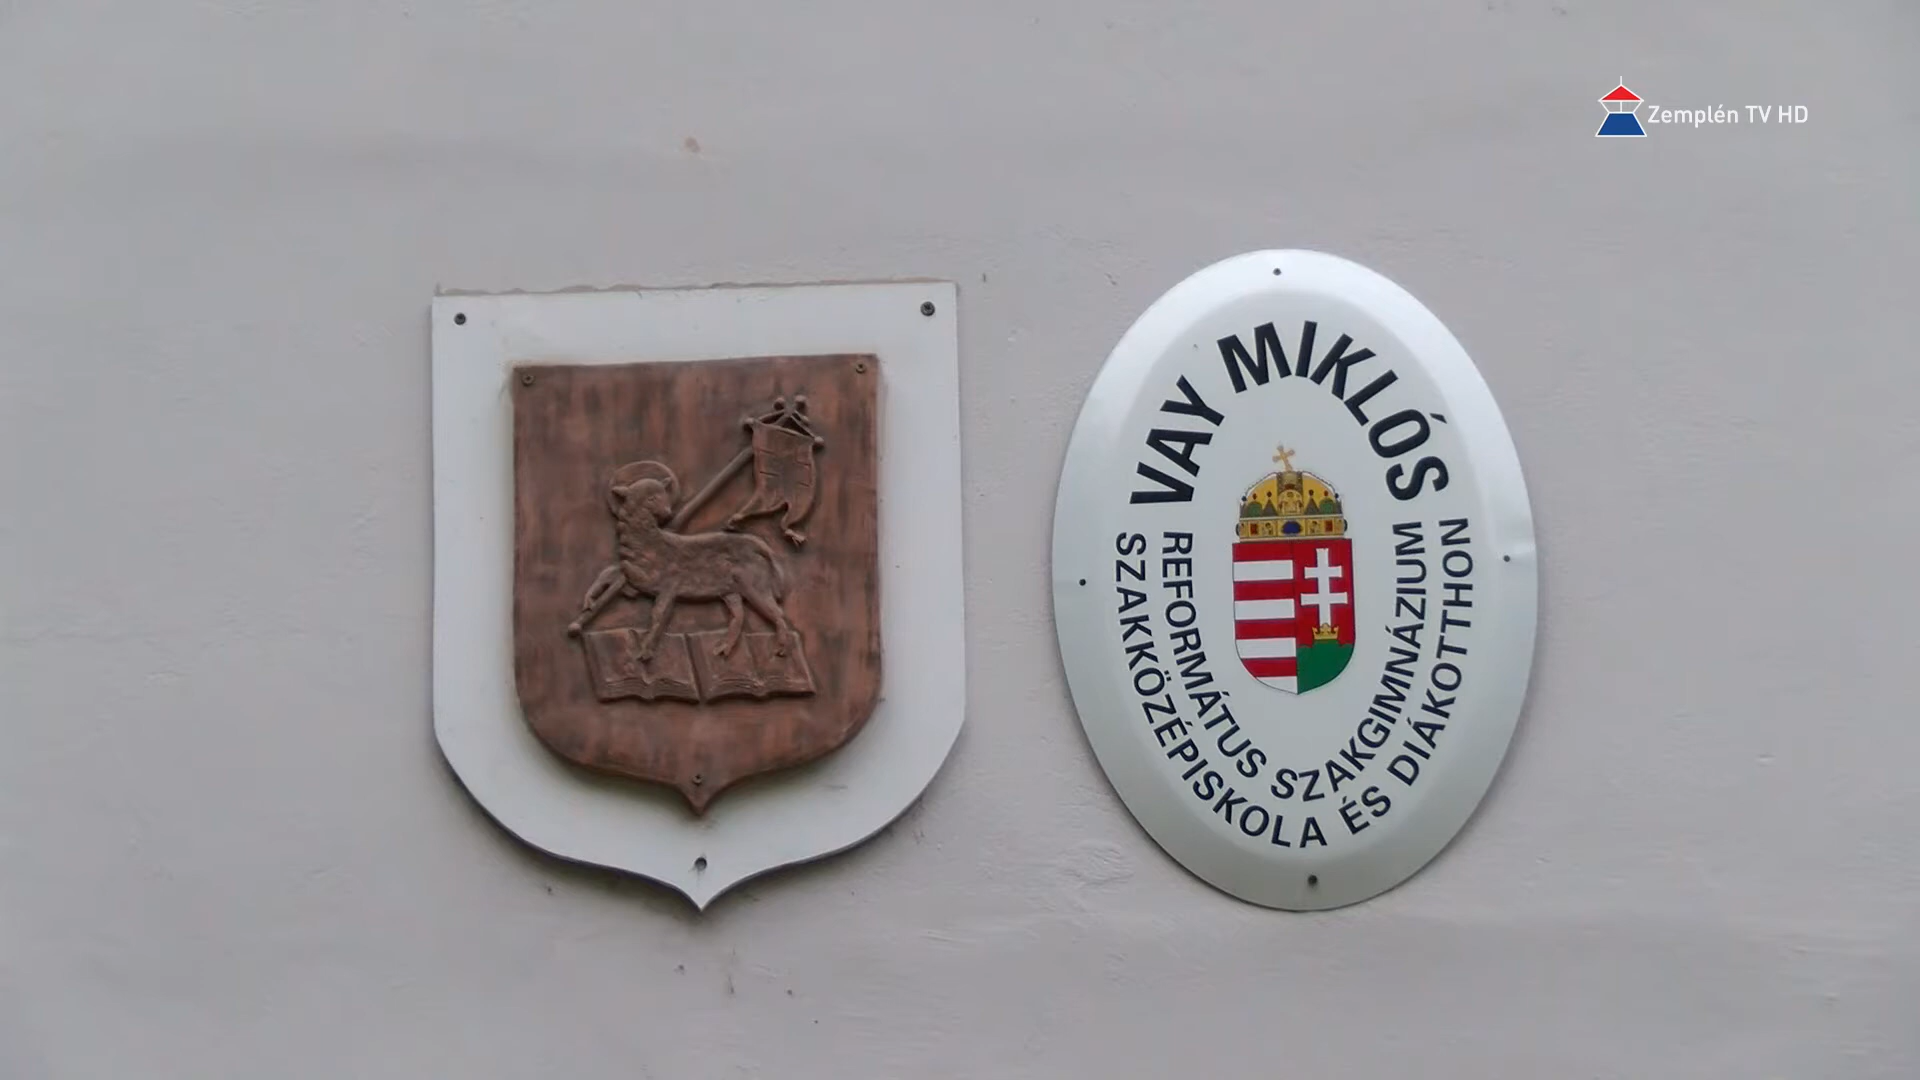 Zemplén TV HD
VAY MIKLÓS
REFORMÁTUS SZAKGIMNÁZIUM
SZAKKÖZÉPISKOLA ÉS DIÁKOTTHON